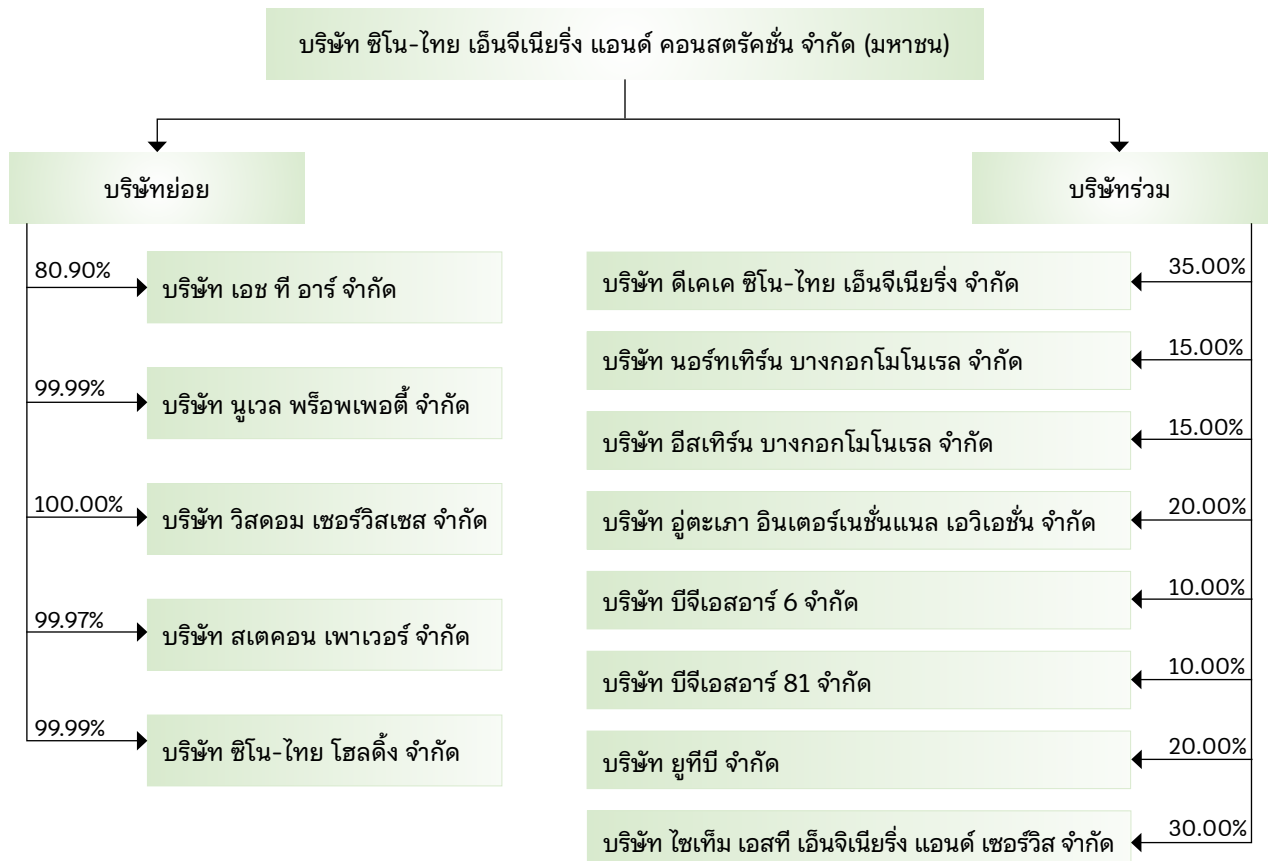 บริษัท ซิโน-ไทย เอ็นจีเนียริ่ง แอนด์ คอนสตรัคชั่น จำกัด (มหาชน)
บริษัทย่อย
80.90%
บริษัท เอช ที อาร์ จำกัด
99.99%
บริษัท นูเวล พร็อพเพอตี้ จำกัด
100.00%
บริษัท วิสดอม เซอร์วิสเซส จำกัด
99.97%
บริษัท สเตคอน เพาเวอร์ จำกัด
99.99%
บริษัท ซิโน-ไทย โฮลดิ้ง จำกัด
บริษัทร่วม
บริษัท ดีเคเค ซิโน-ไทย เอ็นจีเนียริ่ง จำกัด
35.00%
บริษัท นอร์ทเทิร์น บางกอกโมโนเรล จำกัด
15.00%
บริษัท อีสเทิร์น บางกอกโมโนเรล จำกัด
15.00%
บริษัท อู่ตะเภา อินเตอร์เนชั่นแนล เอวิเอชั่น จำกัด
20.00%
บริษัท บีจีเอสอาร์ 6 จำกัด
10.00%
บริษัท บีจีเอสอาร์ 81 จำกัด
10.00%
บริษัท ยูทีบี จำกัด
20.00%
บริษัท ไซเท็ม เอสที เอ็นจิเนียริ่ง แอนด์ เซอร์วิส จำกัด
30.00%